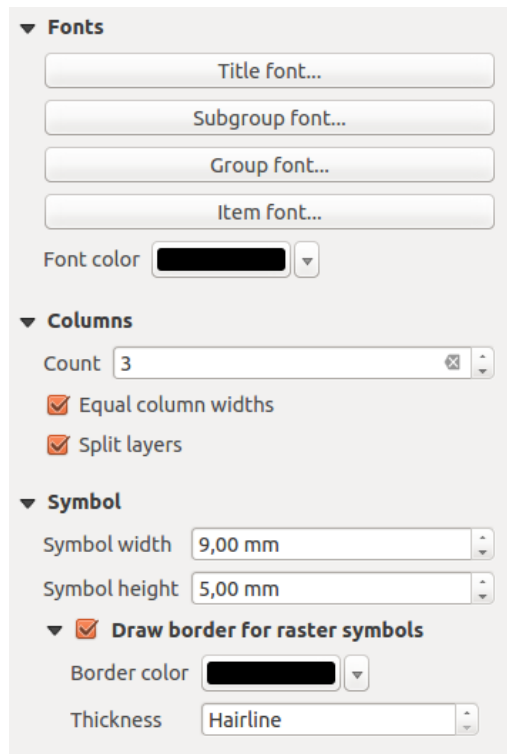 Fonts
Title font...
Subgroup font...
Group font...
Item font...
Font color
Columns
Count 3
Equal column widths
Split layers
Symbol
Symbol width 9,00 mm
Symbol height 5,00 mm
Draw border for raster symbols
Border color
Thickness Hairline